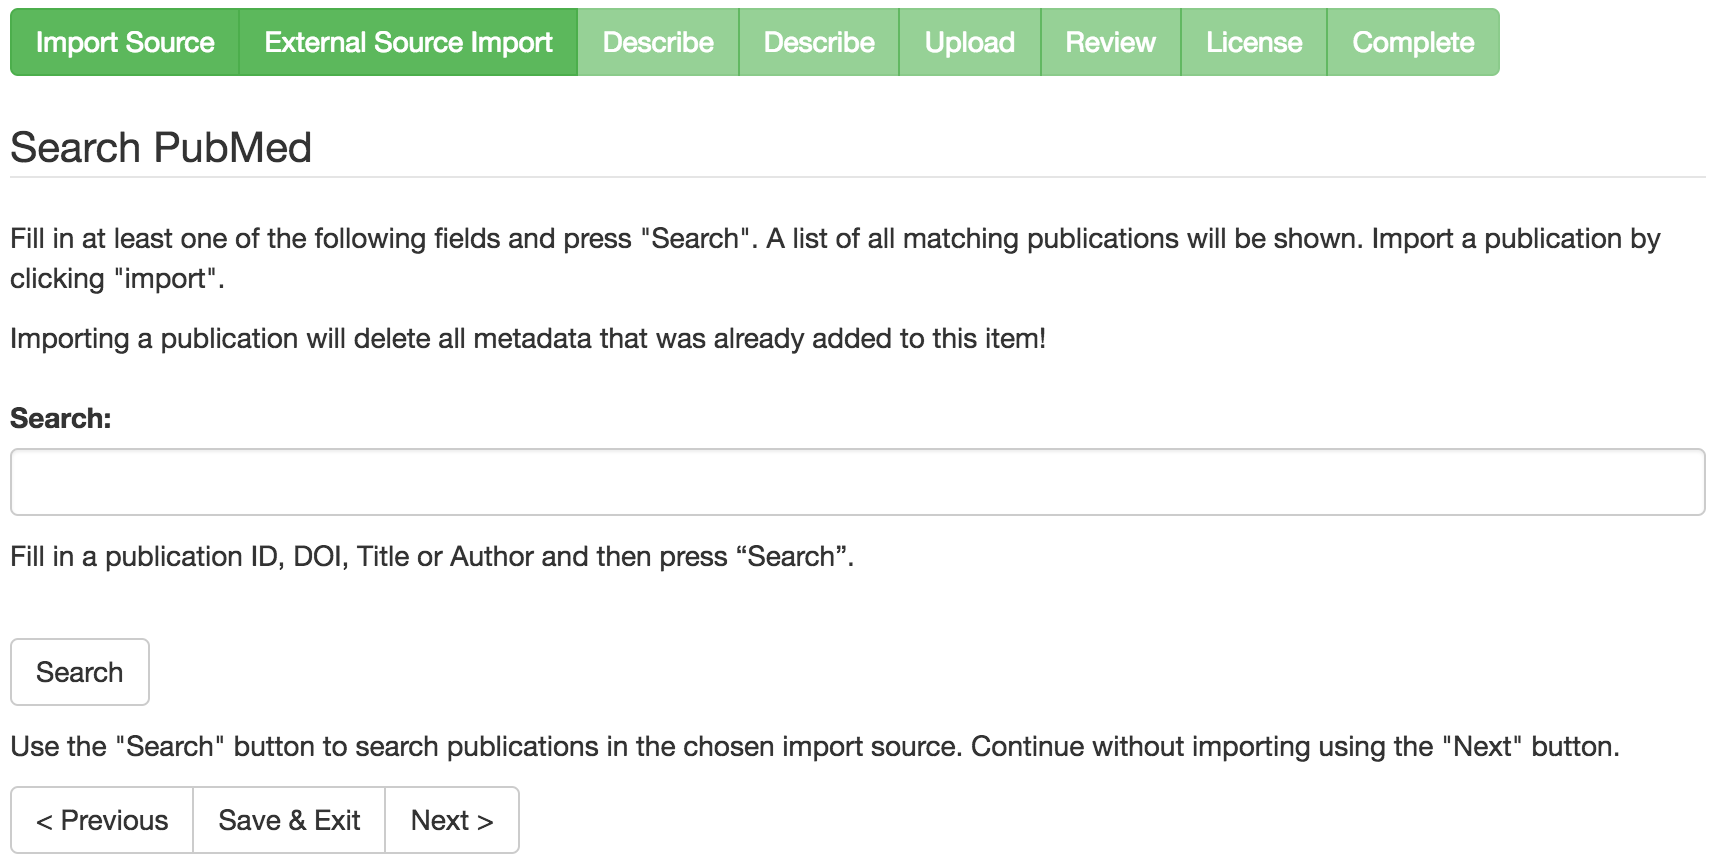 Import Source External Source Import Describe Describe Upload Review License Complete
Search PubMed
Fill in at least one of the following fields and press "Search". A list of all matching publications will be shown. Import a publication by
clicking "import".
Importing a publication will delete all metadata that was already added to this item!
Search:
Fill in a publication ID, DOI, Title or Author and then press “Search”.
Search
Use the "Search" button to search publications in the chosen import source. Continue without importing using the "Next" button.
< Previous Save & Exit Next >